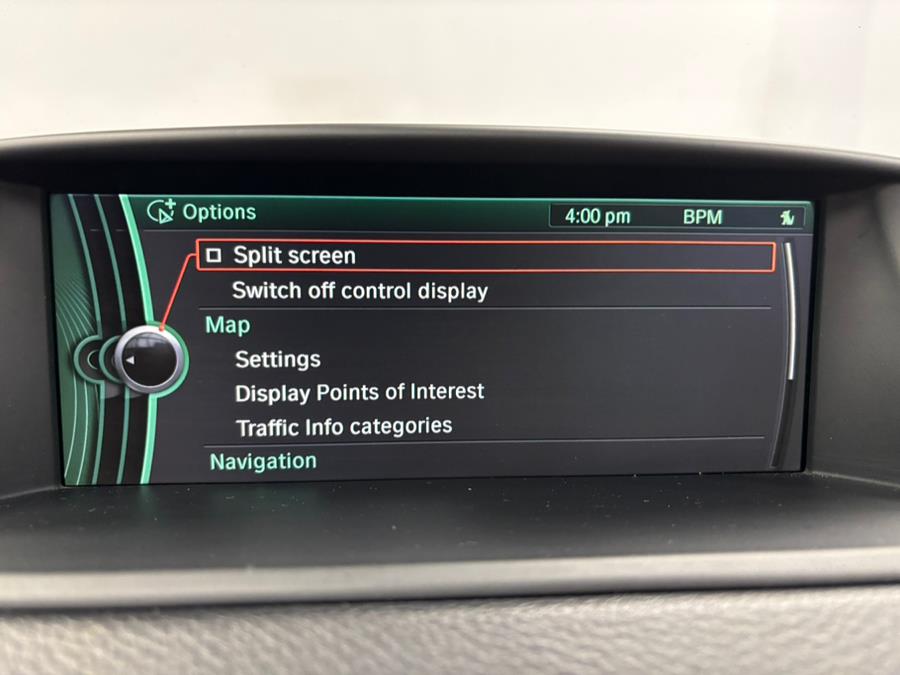 Options
4:00 pm BPM
Split screen
Switch off control display
Map
Settings
Display Points of Interest
Traffic Info categories
Navigation